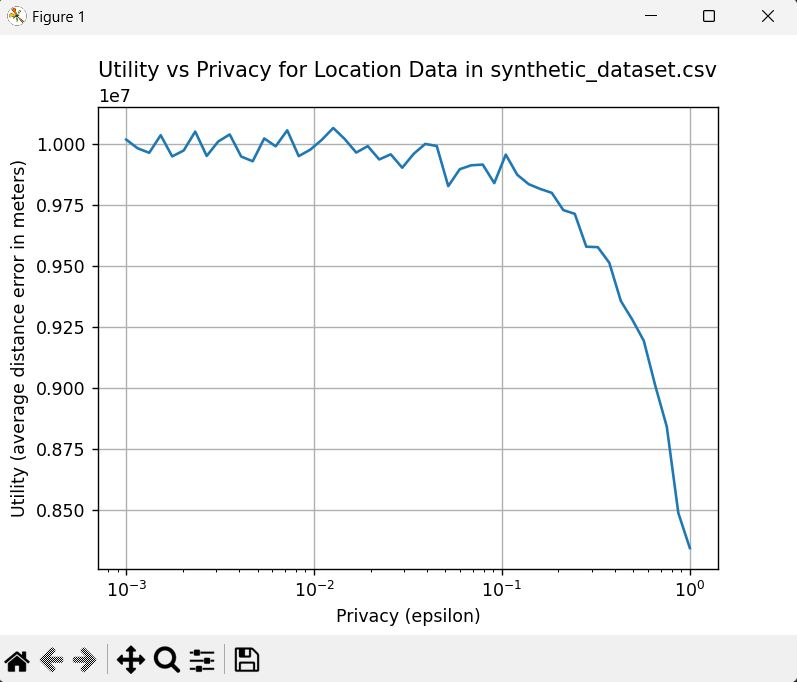 Figure 1
Utility vs Privacy for Location Data in synthetic_dataset.csv
1e7
1.000
0.975
0.950
0.925
0.900
0.875
0.850
Utility (average distance error in meters)
10⁻³ 10⁻² 10⁻¹ 10⁰
Privacy (epsilon)